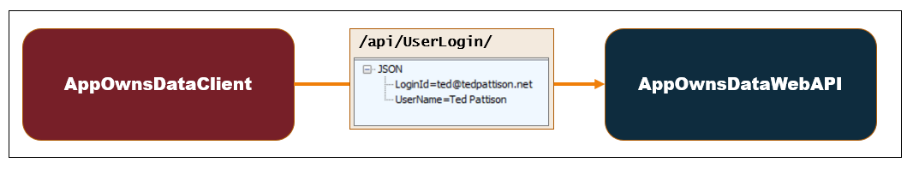 /api/UserLogin/
AppOwnsDataClient
JSON
LoginId=ted@tedpattison.net
UserName=Ted Pattison
AppOwnsDataWebAPI